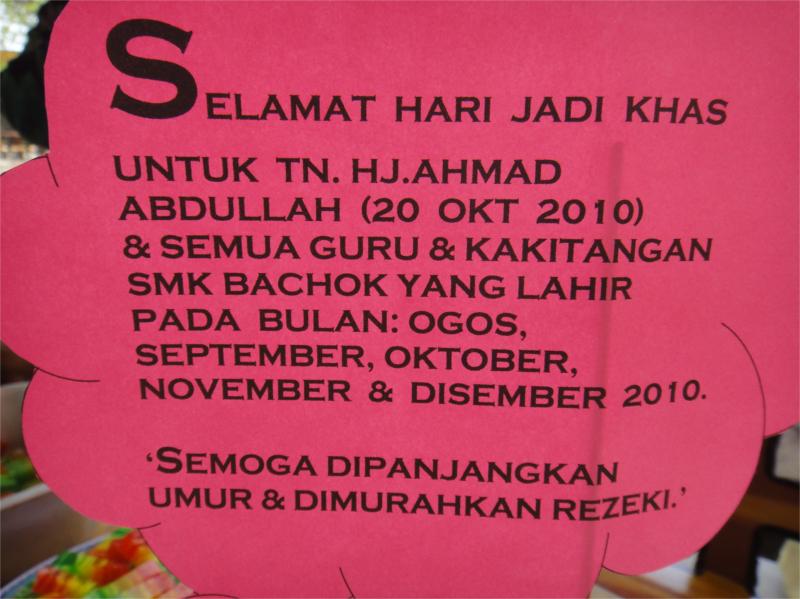 SELAMAT HARI JADI KHAS
UNTUK TN. HJ.AHMAD
ABDULLAH (20 OKT 2010)
& SEMUA GURU & KAKITANGAN
SMK BACHOK YANG LAHIR
PADA BULAN: OGOS,
SEPTEMBER, OKTOBER,
NOVEMBER & DISEMBER 2010.
'SEMOGA DIPANJANGKAN
UMUR & DIMURAHKAN REZEKI.'